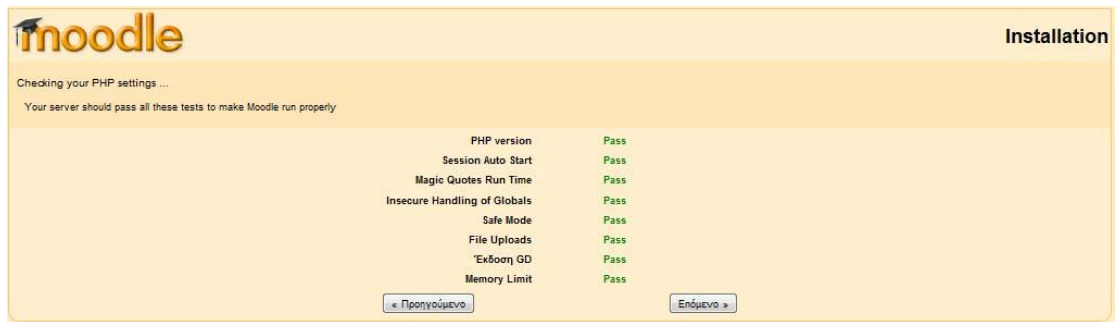 moodle
Installation
Checking your PHP settings ...
Your server should pass all these tests to make Moodle run properly
PHP version Pass
Session Auto Start Pass
Magic Quotes Run Time Pass
Insecure Handling of Globals Pass
Safe Mode Pass
File Uploads Pass
Έκδοση GD Pass
Memory Limit Pass
« Προηγούμενο Επόμενο »